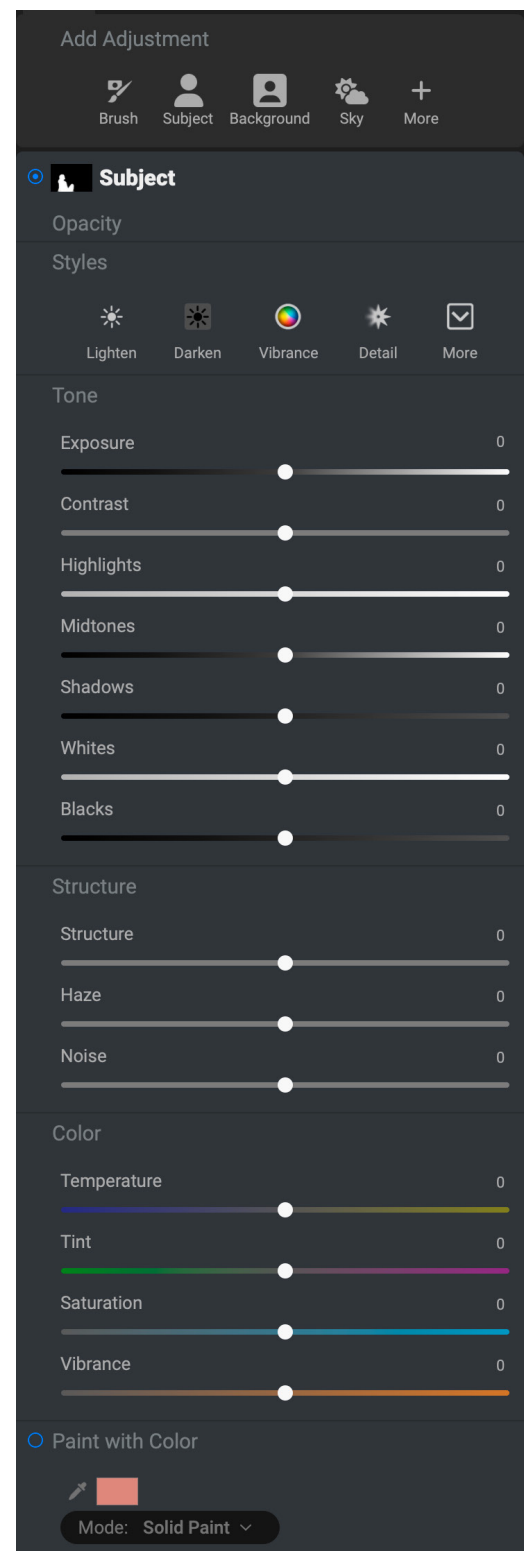 Add Adjustment
Brush Subject Background Sky More
Subject
Opacity
Styles
Lighten Darken Vibrance Detail More
Tone
Exposure 0
Contrast 0
Highlights 0
Midtones 0
Shadows 0
Whites 0
Blacks 0
Structure
Structure 0
Haze 0
Noise 0
Color
Temperature 0
Tint 0
Saturation 0
Vibrance 0
Paint with Color
Mode: Solid Paint